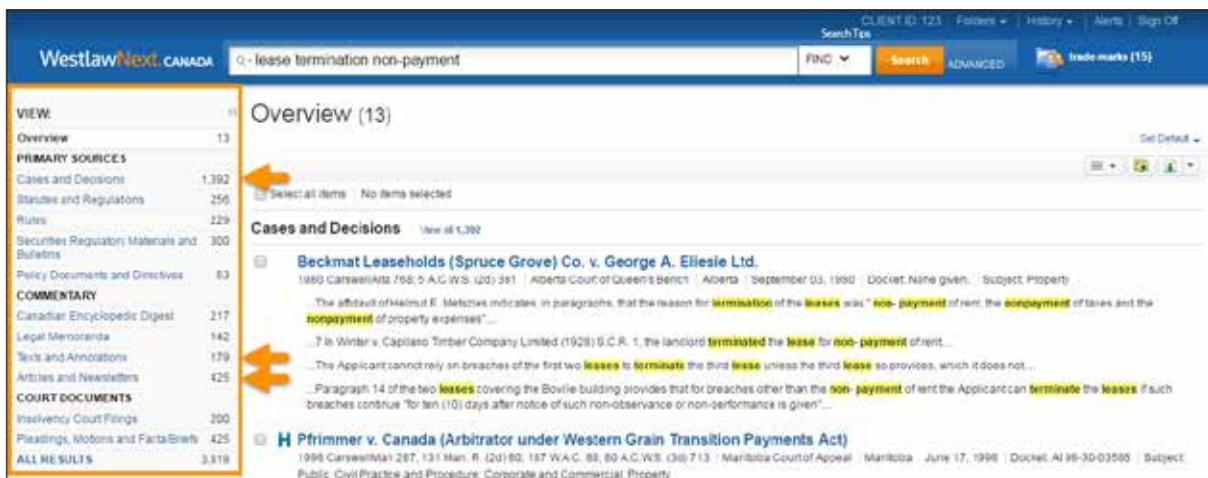 CLIENT ID: 123 Folders History Alerts Sign Off
Search Tips
WestlawNext. CANADA
lease termination non-payment
FIND
Search
ADVANCED
trade marks (15)
VIEW:
Overview 13
PRIMARY SOURCES
Cases and Decisions 1,392
Statutes and Regulations 256
Rules 229
Securities Regulatory Materials and Bulletins 300
Policy Documents and Directives 83
COMMENTARY
Canadian Encyclopedic Digest 217
Legal Memoranda 142
Texts and Annotations 179
Articles and Newsletters 425
COURT DOCUMENTS
Insolvency Court Filings 200
Pleadings, Motions and Facta/Briefs 425
ALL RESULTS
Overview (13)
Set Default
Select all items No items selected
Cases and Decisions View all 1,392
Beckmat Leaseholds (Spruce Grove) Co. v. George A. Eliesie Ltd.
1980 CarswellAlta 768, 5 A.C.W.S. (2d) 381 Alberta Court of Queen's Bench Alberta September 03, 1980 Docket: None given. Subject: Property
...The affidavit of Helmut E. indicates, in paragraphs, that the reason for termination of the leases was " non- payment of rent, the nonpayment of taxes and the
nonpayment of property expenses"...
...7 In Winter v. Capilano Timber Company Limited (1928) S.C.R. 1, the landlord terminated the lease for non- payment of rent...
...The Applicant cannot rely on breaches of the first two leases to terminate the third lease unless the third lease so provides, which it does not...
...Paragraph 14 of the two leases covering the Boville building provides that for breaches other than the non- payment of rent the Applicant can terminate the leases if such
breaches continue "for ten (10) days after notice of such non-observance or non-performance is given"...
H Pfrimmer v. Canada (Arbitrator under Western Grain Transition Payments Act)
1998 CarswellMan 287, 131 Man. R. (2d) 60, 187 W.A.C. 60, 80 A.C.W.S. (3d) 713 Manitoba Court of Appeal Manitoba June 17, 1998 Docket: AI 98-30-03585 Subject:
Public; Civil Practice and Procedure; Corporate and Commercial; Property